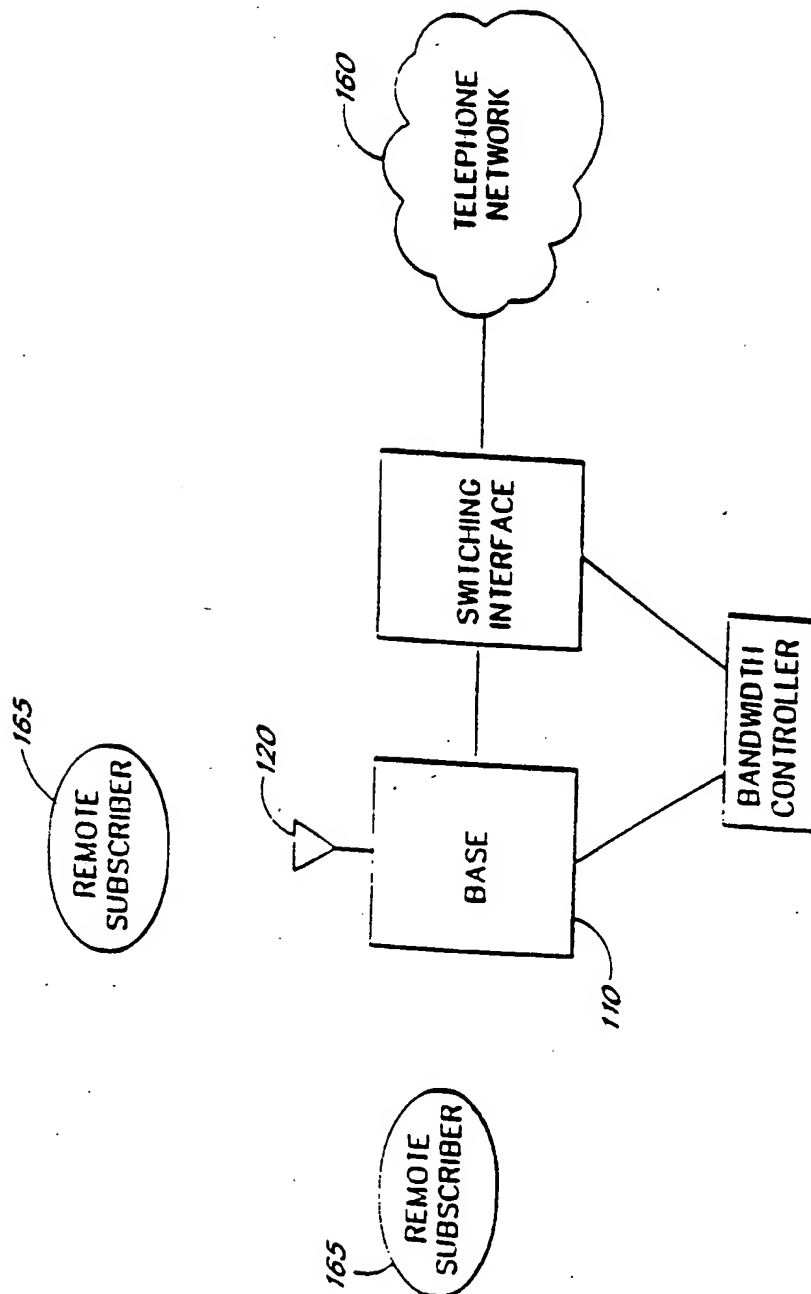 165
REMOTE
SUBSCRIBER
165
REMOTE
SUBSCRIBER
120
BASE
110
SWITCHING
INTERFACE
BANDWIDTH
CONTROLLER
160
TELEPHONE
NETWORK